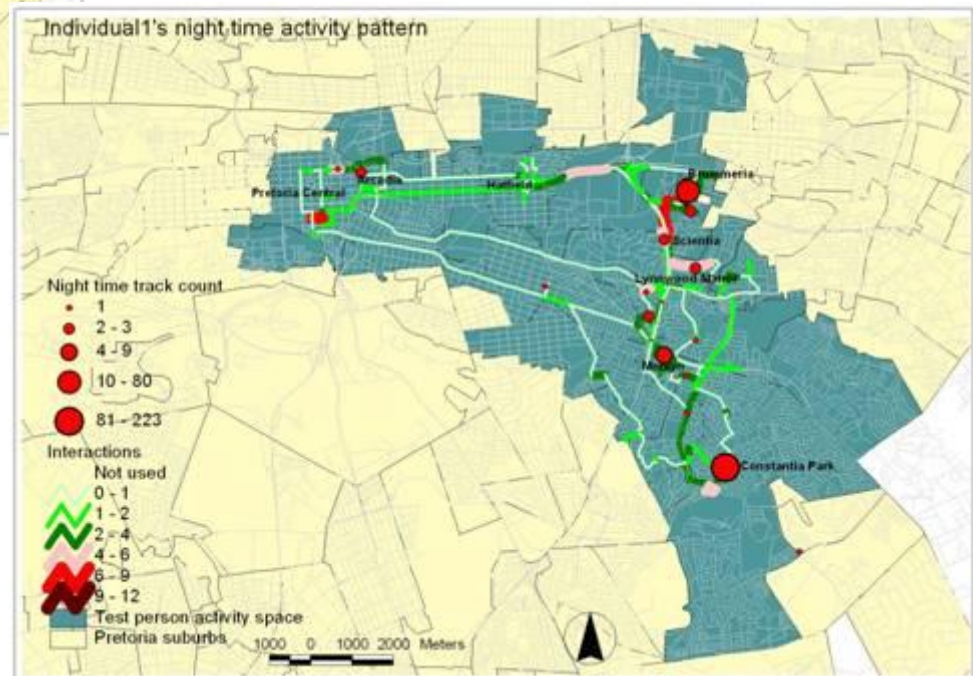 Individual1's night time activity pattern
Brummeria
Arcadia
Pretoria Central
Hatfield
Scientia
Lynnwood Manor
Night time track count
1
2 - 3
4 - 9
10 - 80
81 - 223
Constantia Park
Interactions
Not used
0 - 1
1 - 2
2 - 4
4 - 6
6 - 9
9 - 12
Test person activity space
Pretoria suburbs
1000 0 1000 2000 Meters